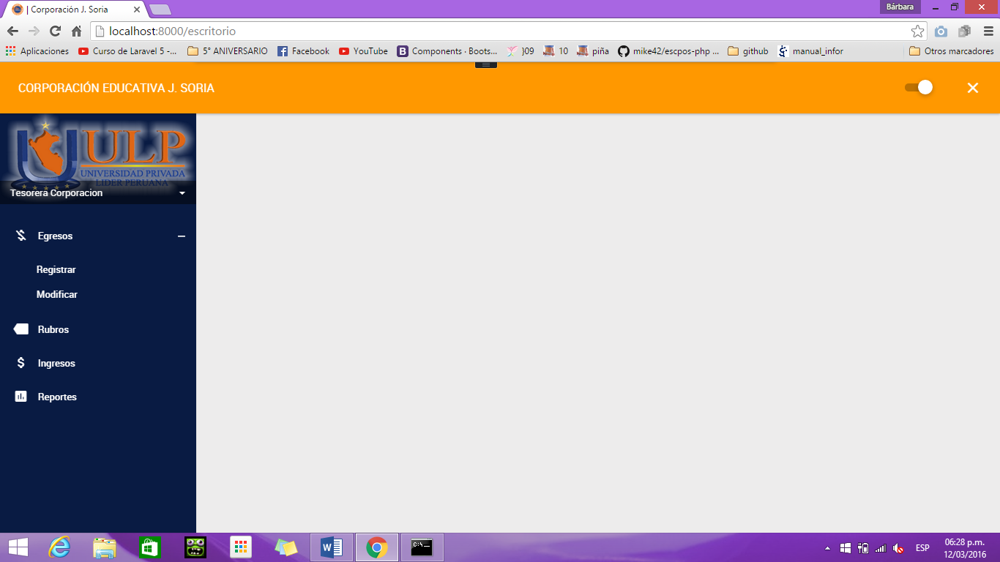 | Corporación J. Soria
Bárbara
localhost:8000/escritorio
Aplicaciones
Curso de Laravel 5 -...
5° ANIVERSARIO
Facebook
YouTube
Components · Boots...
)09
10
piña
mike42/escpos-php ...
github
manual_infor
Otros marcadores
CORPORACIÓN EDUCATIVA J. SORIA
ULP
UNIVERSIDAD PRIVADA
LIDER PERUANA
Tesorera Corporacion
Egresos
Registrar
Modificar
Rubros
Ingresos
Reportes
ESP
06:28 p.m.
12/03/2016